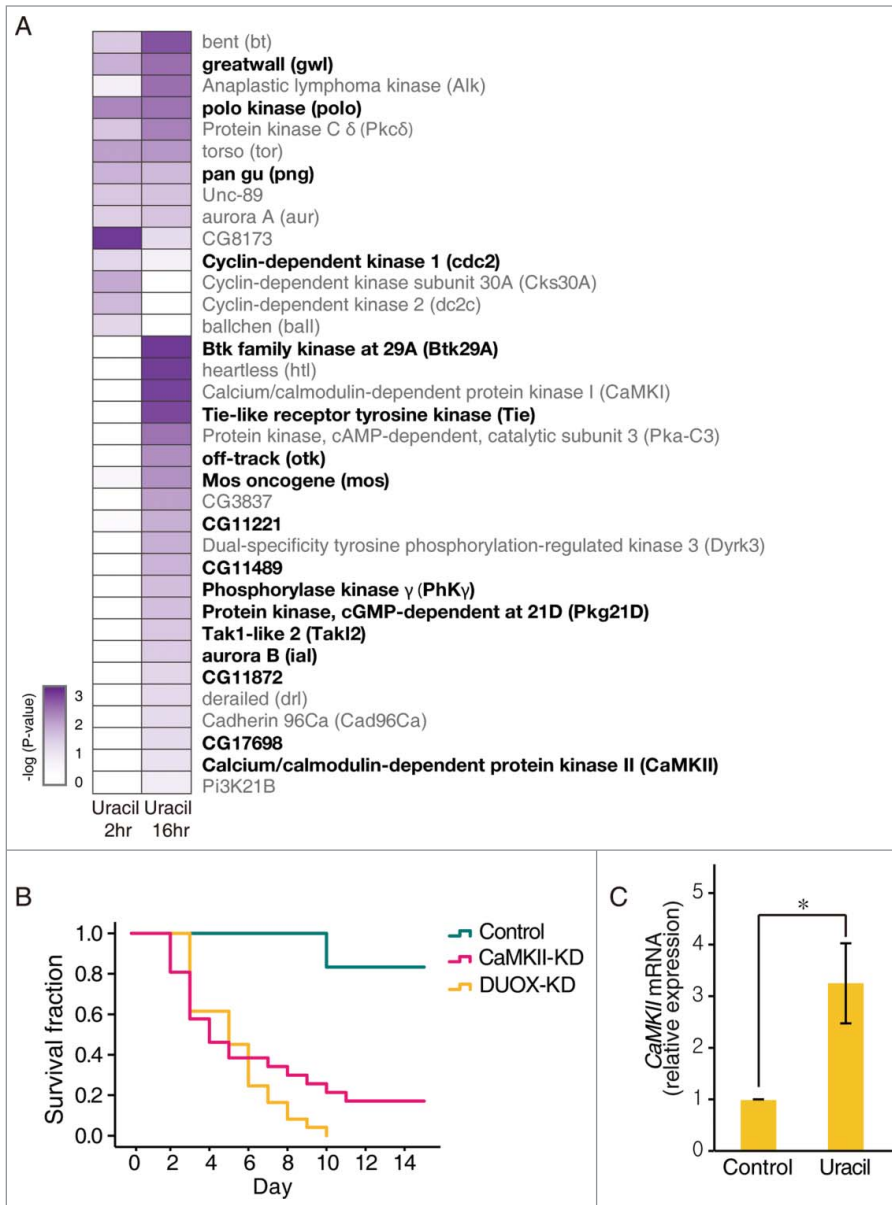 A
bent (bt)
greatwall (gwl)
Anaplastic lymphoma kinase (Alk)
polo kinase (polo)
Protein kinase C δ (Pkcδ)
torso (tor)
pan gu (png)
Unc-89
aurora A (aur)
CG8173
Cyclin-dependent kinase 1 (cdc2)
Cyclin-dependent kinase subunit 30A (Cks30A)
Cyclin-dependent kinase 2 (dc2c)
ballchen (ball)
Btk family kinase at 29A (Btk29A)
heartless (htl)
Calcium/calmodulin-dependent protein kinase I (CaMKI)
Tie-like receptor tyrosine kinase (Tie)
Protein kinase, cAMP-dependent, catalytic subunit 3 (Pka-C3)
off-track (otk)
Mos oncogene (mos)
CG3837
CG11221
Dual-specificity tyrosine phosphorylation-regulated kinase 3 (Dyrk3)
CG11489
Phosphorylase kinase γ (PhKγ)
Protein kinase, cGMP-dependent at 21D (Pkg21D)
Tak1-like 2 (Takl2)
aurora B (ial)
CG11872
derailed (drl)
Cadherin 96Ca (Cad96Ca)
CG17698
Calcium/calmodulin-dependent protein kinase II (CaMKII)
Pi3K21B
-log (P-value)
3
2
1
0
Uracil Uracil
2hr 16hr
B
Survival fraction
1.0
0.8
0.6
0.4
0.2
0.0
0 2 4 6 8 10 12 14
Day
Control
CaMKII-KD
DUOX-KD
C
CaMKII mRNA
(relative expression)
5
4
3
2
1
0
*
Control Uracil